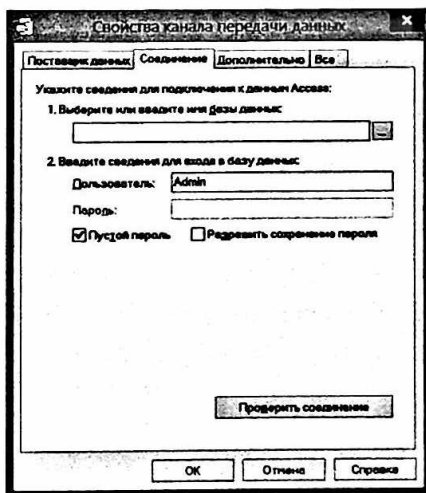 Свойства канала передачи данных
Поставщик данных Соединение Дополнительно Все
Укажите сведения для подключения к данным Access:
1. Выберите или введите имя базы данных:
...
2. Введите сведения для входа в базу данных:
Пользователь: Admin
Пароль:
Пустой пароль Разрешить сохранение пароля
Проверить соединение
ОК Отмена Справка